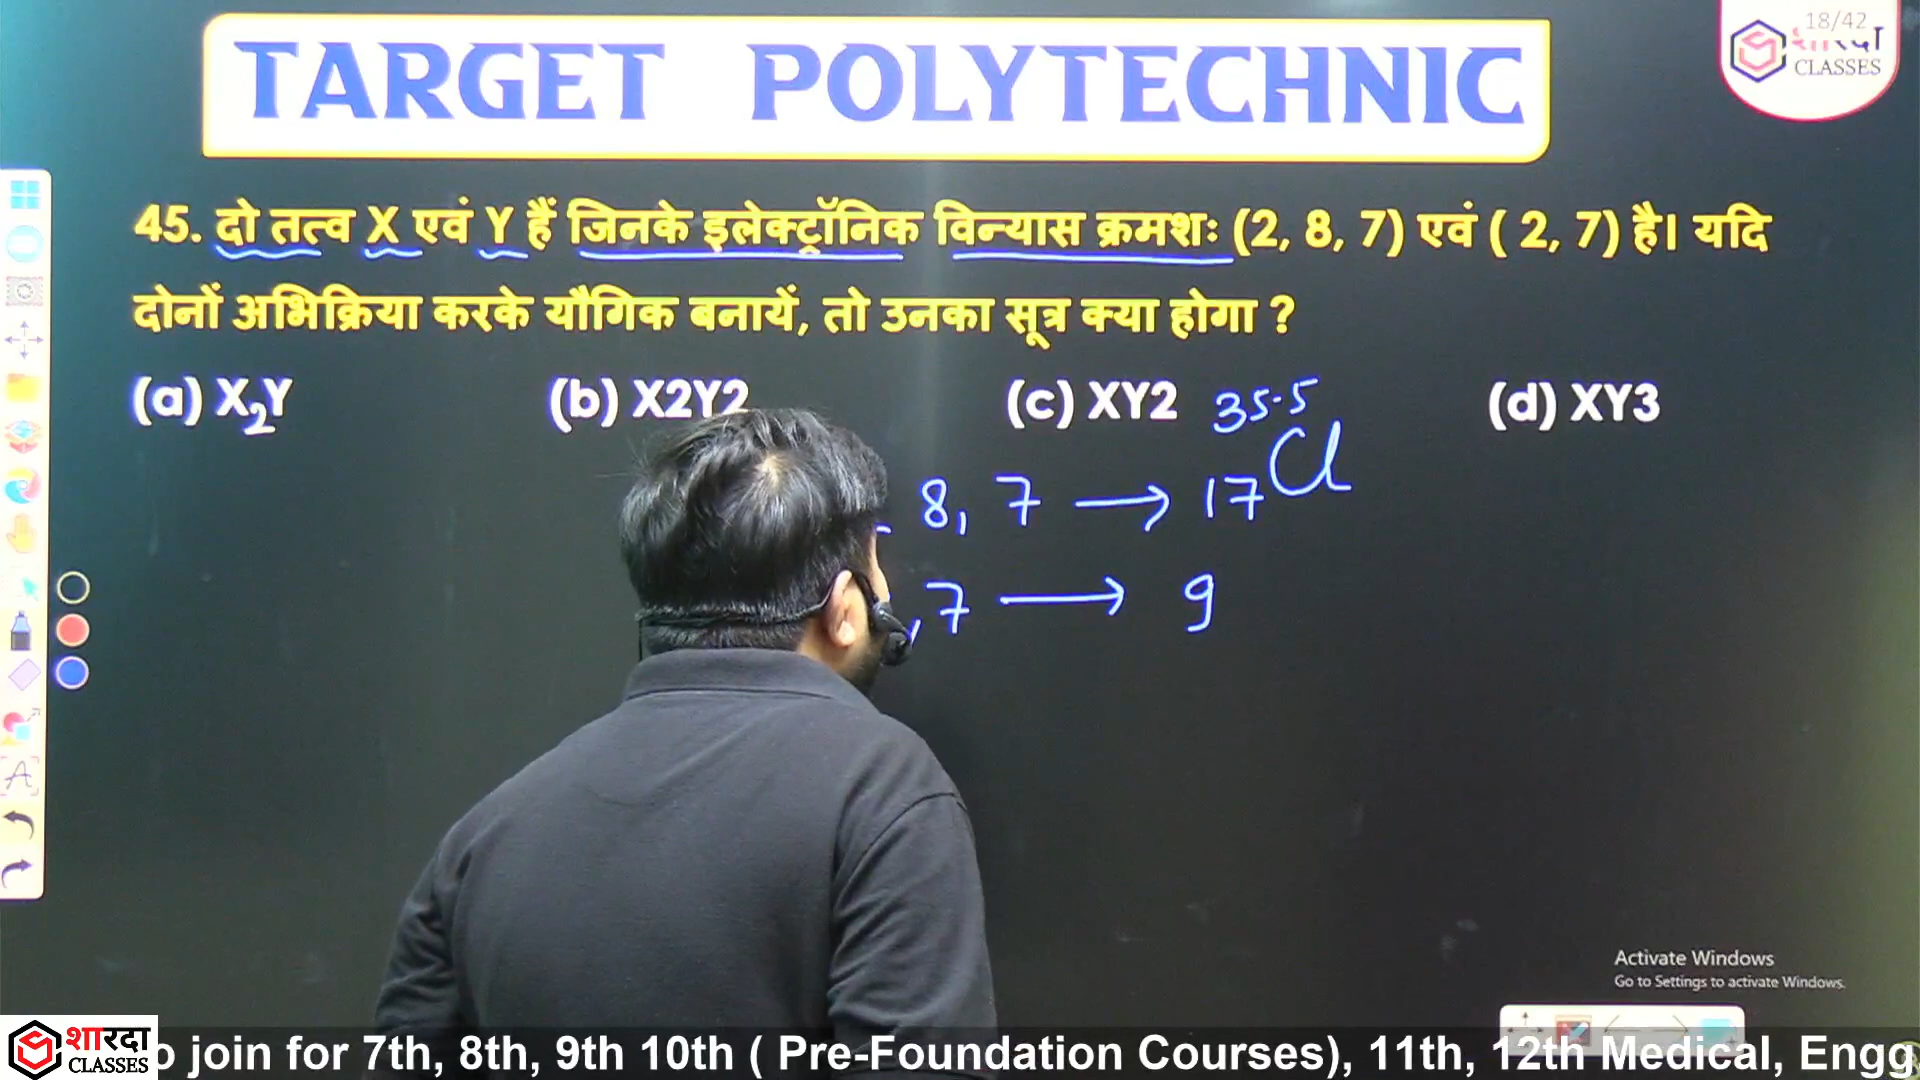 TARGET POLYTECHNIC
18/42
शारदा
CLASSES
45. दो तत्व X एवं Y हैं जिनके इलेक्ट्रॉनिक विन्यास क्रमशः (2, 8, 7) एवं ( 2, 7) है। यदि
दोनों अभिक्रिया करके यौगिक बनायें, तो उनका सूत्र क्या होगा ?
(a) X2Y (b) X2Y2 (c) XY2 (d) XY3
35.5
8, 7 → 17 Cl
,7 → 9
Activate Windows
Go to Settings to activate Windows.
शारदा
CLASSES
o join for 7th, 8th, 9th 10th ( Pre-Foundation Courses), 11th, 12th Medical, Engg